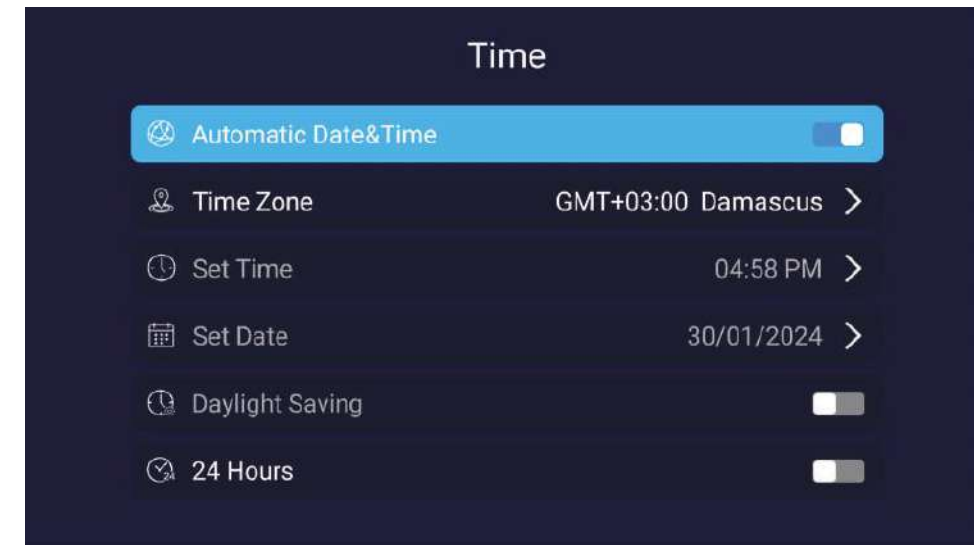 Time
Automatic Date&Time
Time Zone GMT+03:00 Damascus
Set Time 04:58 PM
Set Date 30/01/2024
Daylight Saving
24 Hours